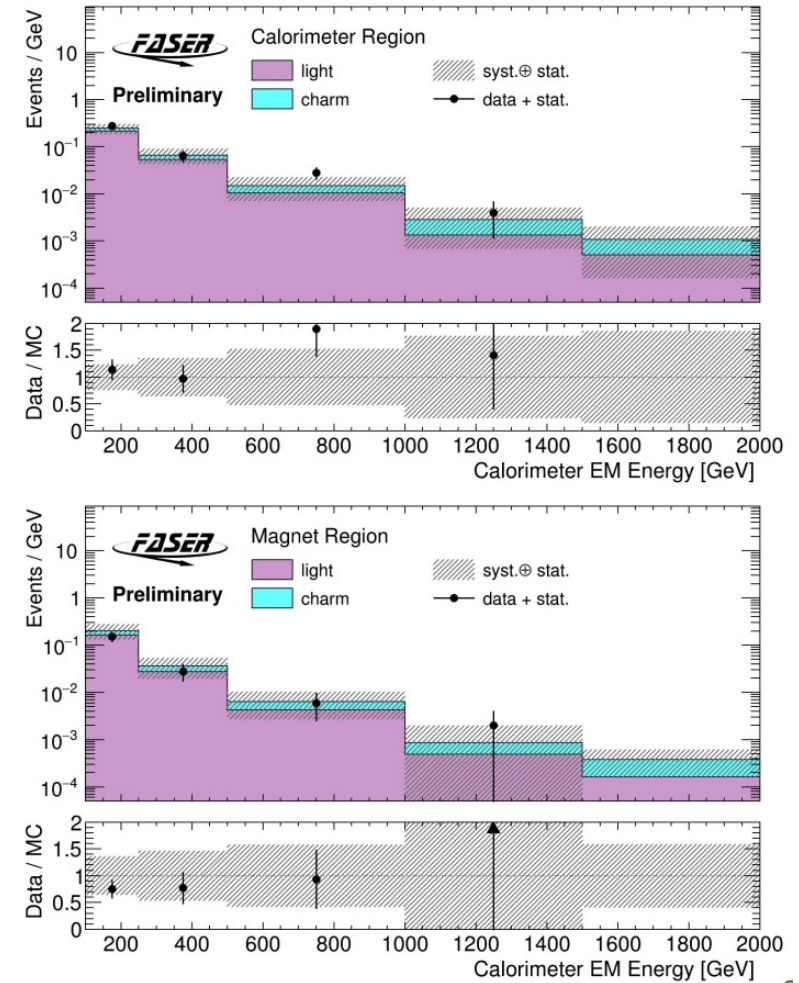 Events / GeV
FASER
Preliminary
Calorimeter Region
light
charm
syst.⊕ stat.
data + stat.
10
1
10⁻¹
10⁻²
10⁻³
10⁻⁴
Data / MC
2
1.5
1
0.5
0
200 400 600 800 1000 1200 1400 1600 1800 2000
Calorimeter EM Energy [GeV]
Events / GeV
FASER
Preliminary
Magnet Region
light
charm
syst.⊕ stat.
data + stat.
10
1
10⁻¹
10⁻²
10⁻³
10⁻⁴
Data / MC
2
1.5
1
0.5
0
200 400 600 800 1000 1200 1400 1600 1800 2000
Calorimeter EM Energy [GeV]